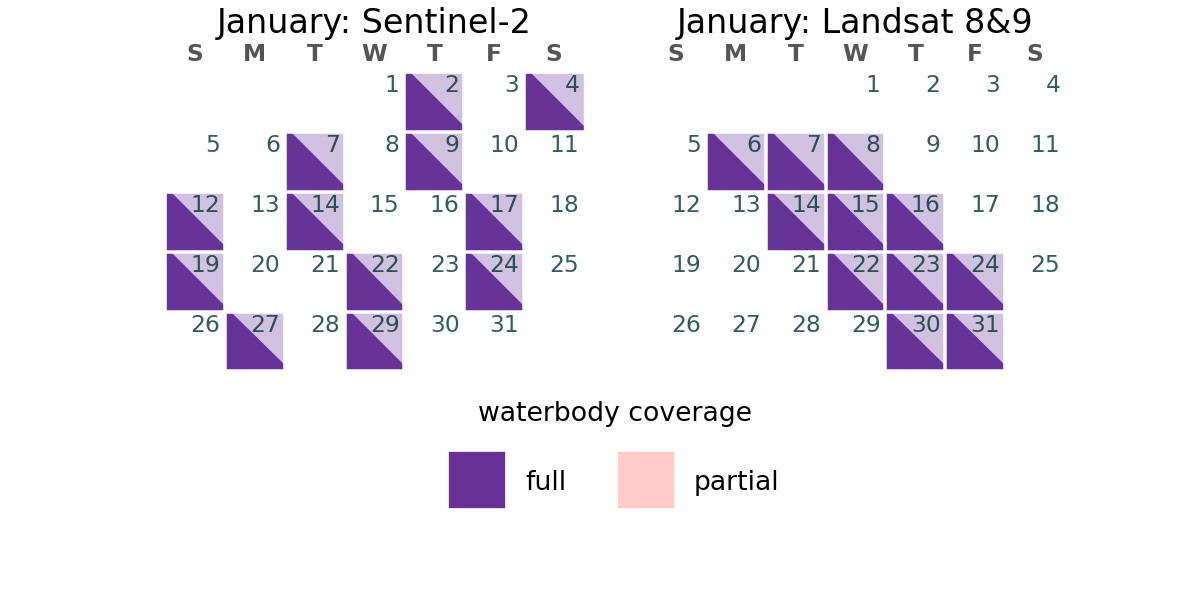 January: Sentinel-2
S M T W T F S
1 2 3 4
5 6 7 8 9 10 11
12 13 14 15 16 17 18
19 20 21 22 23 24 25
26 27 28 29 30 31
January: Landsat 8&9
S M T W T F S
1 2 3 4
5 6 7 8 9 10 11
12 13 14 15 16 17 18
19 20 21 22 23 24 25
26 27 28 29 30 31
waterbody coverage
full
partial